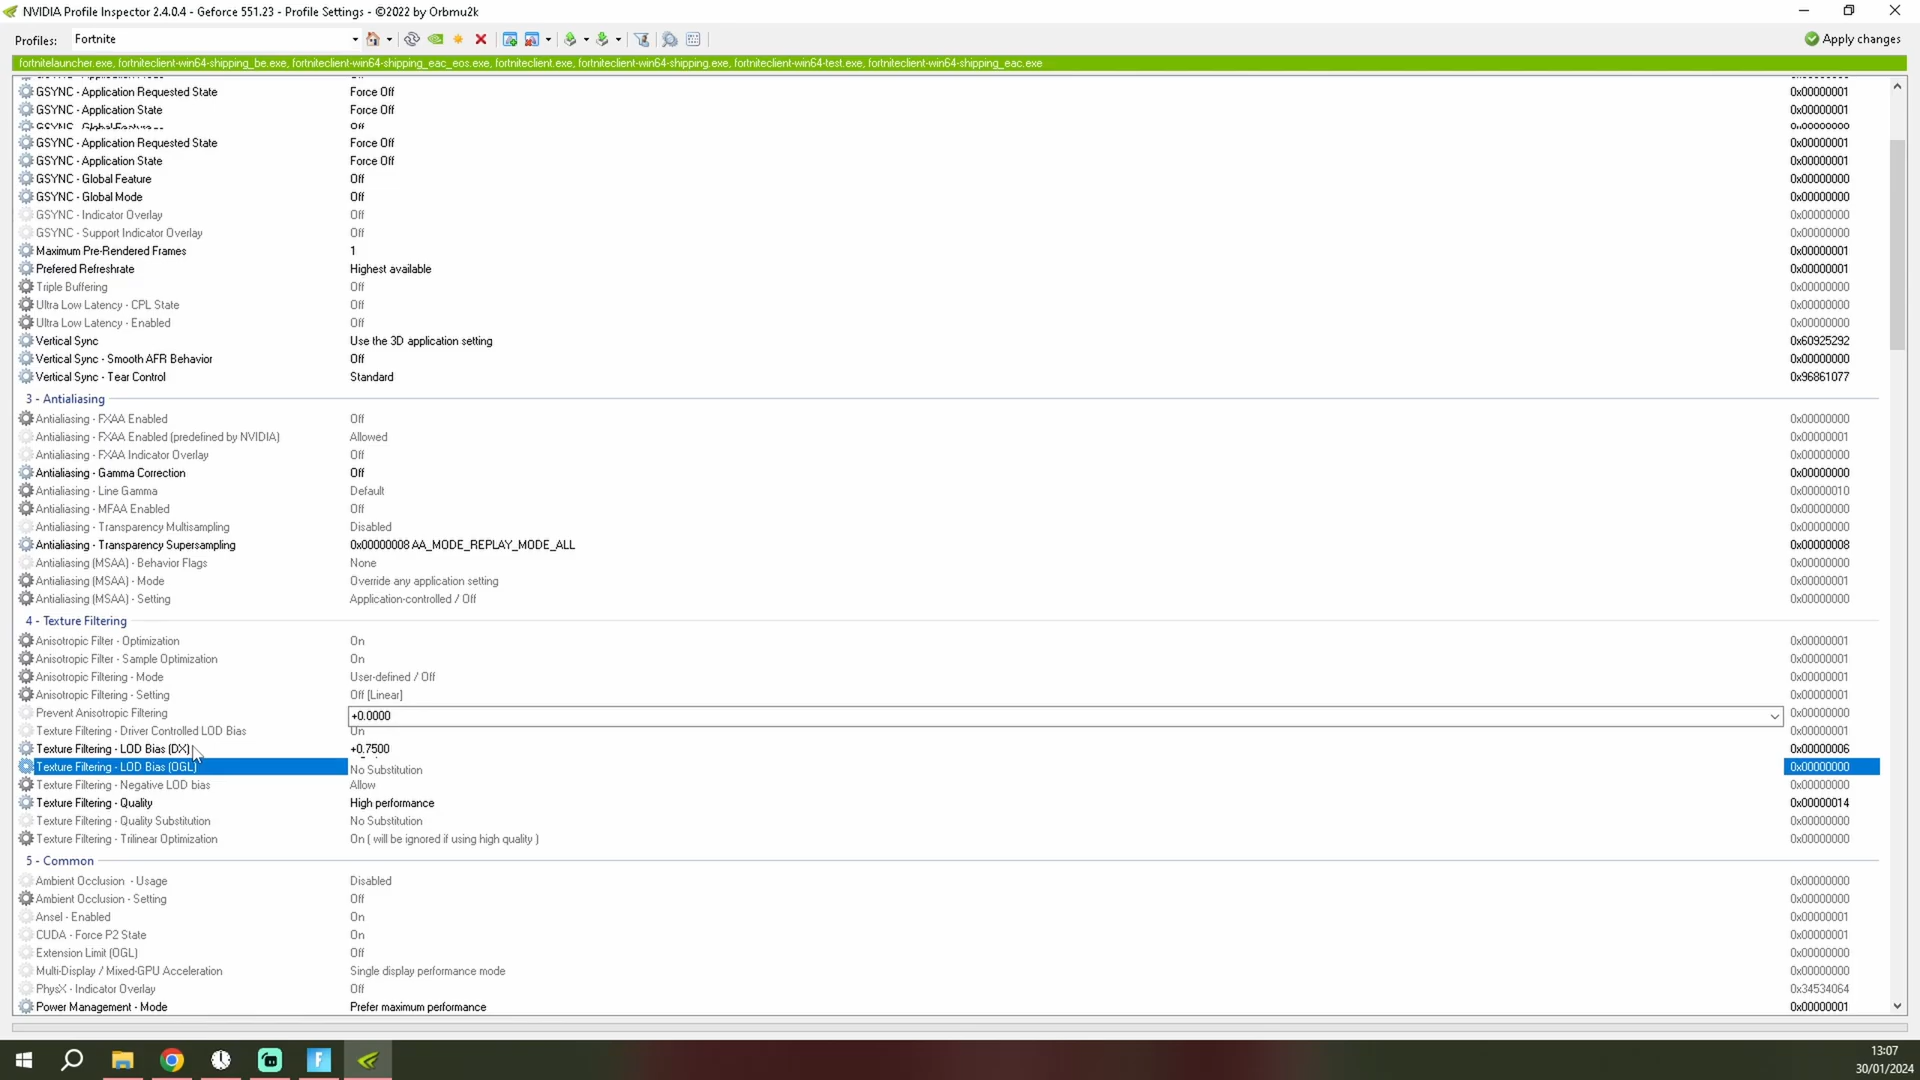 NVIDIA Profile Inspector 2.4.0.4 - Geforce 551.23 - Profile Settings - ©2022 by Orbmu2k
Profiles: Fortnite Apply changes
fortnitelauncher.exe, fortniteclient-win64-shipping_be.exe, fortniteclient-win64-shipping_eac_eos.exe, fortniteclient.exe, fortniteclient-win64-shipping.exe, fortniteclient-win64-test.exe, fortniteclient-win64-shipping_eac.exe
GSYNC - Application Requested State Force Off 0x00000001
GSYNC - Application State Force Off 0x00000001
GSYNC - Global Feature Off 0x00000000
GSYNC - Application Requested State Force Off 0x00000001
GSYNC - Application State Force Off 0x00000001
GSYNC - Global Feature Off 0x00000000
GSYNC - Global Mode Off 0x00000000
GSYNC - Indicator Overlay Off 0x00000000
GSYNC - Support Indicator Overlay Off 0x00000000
Maximum Pre-Rendered Frames 1 0x00000001
Prefered Refreshrate Highest available 0x00000001
Triple Buffering Off 0x00000000
Ultra Low Latency - CPL State Off 0x00000000
Ultra Low Latency - Enabled Off 0x00000000
Vertical Sync Use the 3D application setting 0x60925292
Vertical Sync - Smooth AFR Behavior Off 0x00000000
Vertical Sync - Tear Control Standard 0x96861077
3 - Antialiasing
Antialiasing - FXAA Enabled Off 0x00000000
Antialiasing - FXAA Enabled (predefined by NVIDIA) Allowed 0x00000001
Antialiasing - FXAA Indicator Overlay Off 0x00000000
Antialiasing - Gamma Correction Off 0x00000000
Antialiasing - Line Gamma Default 0x00000010
Antialiasing - MFAA Enabled Off 0x00000000
Antialiasing - Transparency Multisampling Disabled 0x00000000
Antialiasing - Transparency Supersampling 0x00000008 AA_MODE_REPLAY_MODE_ALL 0x00000008
Antialiasing (MSAA) - Behavior Flags None 0x00000000
Antialiasing (MSAA) - Mode Override any application setting 0x00000001
Antialiasing (MSAA) - Setting Application-controlled / Off 0x00000000
4 - Texture Filtering
Anisotropic Filter - Optimization On 0x00000001
Anisotropic Filter - Sample Optimization On 0x00000001
Anisotropic Filtering - Mode User-defined / Off 0x00000001
Anisotropic Filtering - Setting Off [Linear] 0x00000001
Prevent Anisotropic Filtering +0.0000 0x00000000
Texture Filtering - Driver Controlled LOD Bias On 0x00000001
Texture Filtering - LOD Bias (DX) +0.7500 0x00000006
Texture Filtering - LOD Bias (OGL) No Substitution 0x00000000
Texture Filtering - Negative LOD bias Allow 0x00000000
Texture Filtering - Quality High performance 0x00000014
Texture Filtering - Quality Substitution No Substitution 0x00000000
Texture Filtering - Trilinear Optimization On ( will be ignored if using high quality ) 0x00000000
5 - Common
Ambient Occlusion - Usage Disabled 0x00000000
Ambient Occlusion - Setting Off 0x00000000
Ansel - Enabled On 0x00000001
CUDA - Force P2 State On 0x00000001
Extension Limit (OGL) Off 0x00000000
Multi-Display / Mixed-GPU Acceleration Single display performance mode 0x00000000
PhysX - Indicator Overlay Off 0x34534064
Power Management - Mode Prefer maximum performance 0x00000001
13:07
30/01/2024